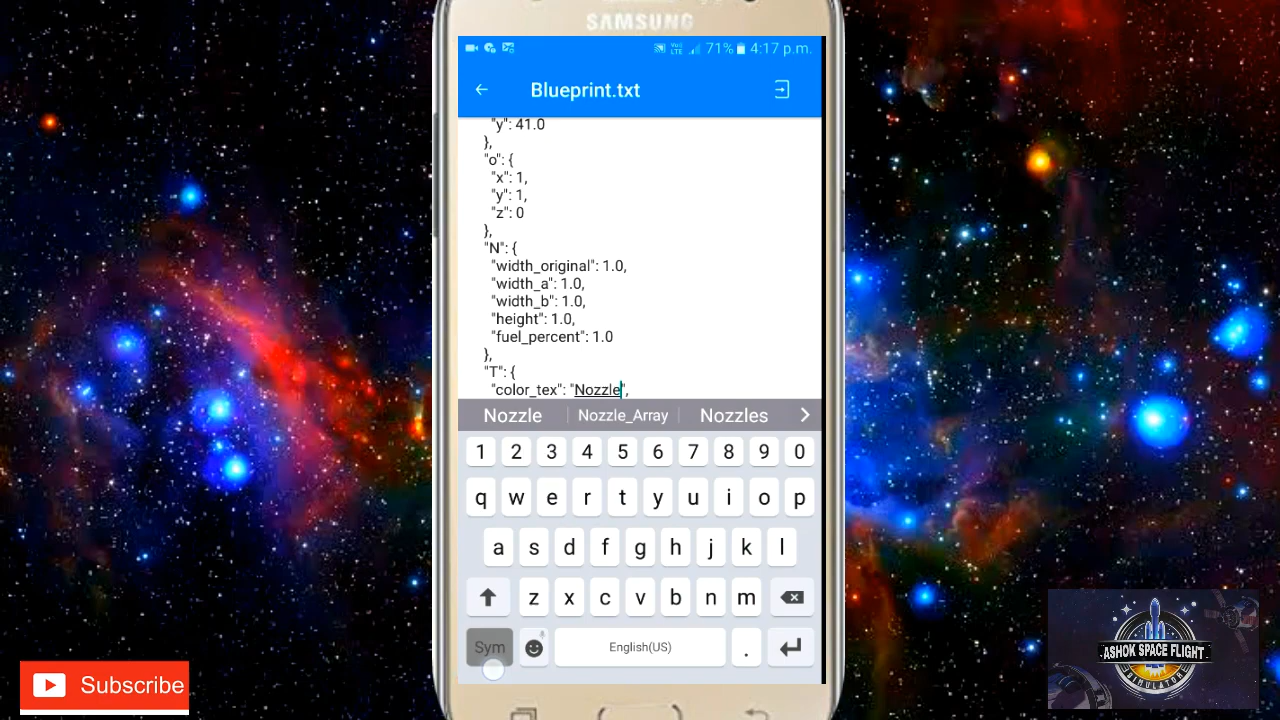 SAMSUNG
Vo))
LTE
71%
4:17 p.m.
Blueprint.txt
"y": 41.0
},
"o": {
"x": 1,
"y": 1,
"z": 0
},
"N": {
"width_original": 1.0,
"width_a": 1.0,
"width_b": 1.0,
"height": 1.0,
"fuel_percent": 1.0
},
"T": {
"color_tex": "Nozzle",
Nozzle Nozzle_Array Nozzles
1 2 3 4 5 6 7 8 9 0
q w e r t y u i o p
a s d f g h j k l
z x c v b n m
Sym English(US) .
Subscribe
ASHOK SPACE FLIGHT
SIMULATOR